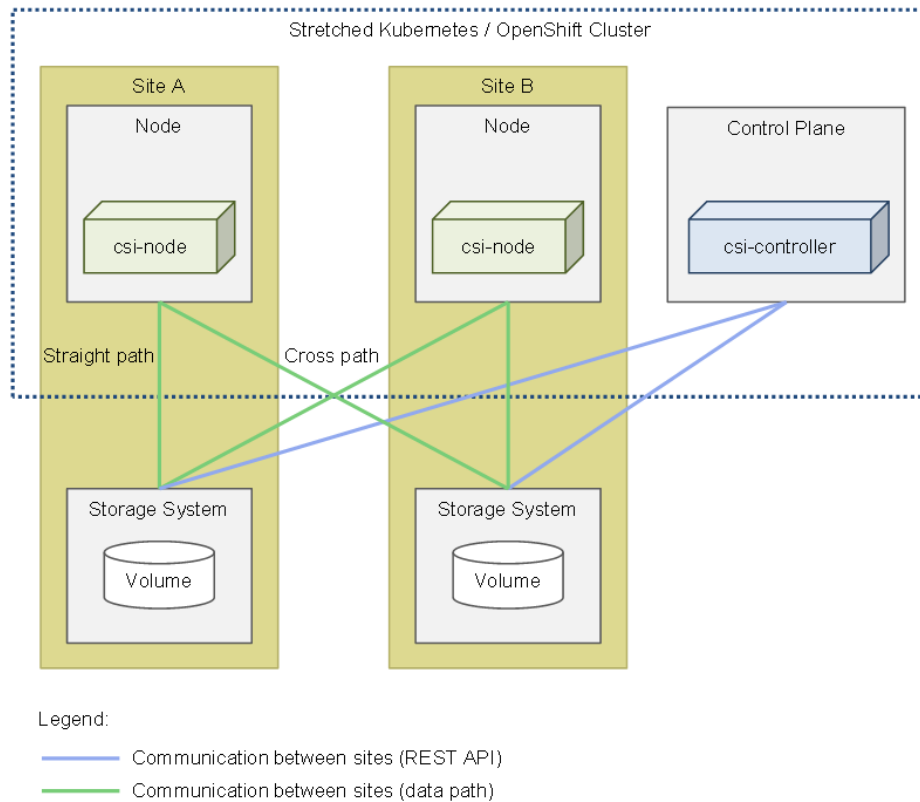 Stretched Kubernetes / OpenShift Cluster
Site A
Site B
Node
Node
Control Plane
csi-node
csi-node
csi-controller
Straight path
Cross path
Storage System
Storage System
Volume
Volume
Legend:
Communication between sites (REST API)
Communication between sites (data path)